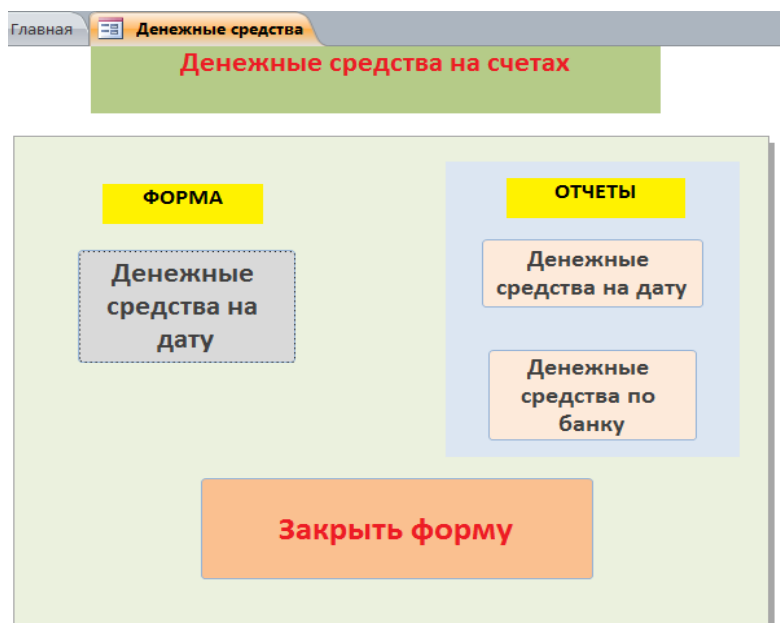 Главная Денежные средства
Денежные средства на счетах
ФОРМА
Денежные
средства на
дату
ОТЧЕТЫ
Денежные
средства на дату
Денежные
средства по
банку
Закрыть форму